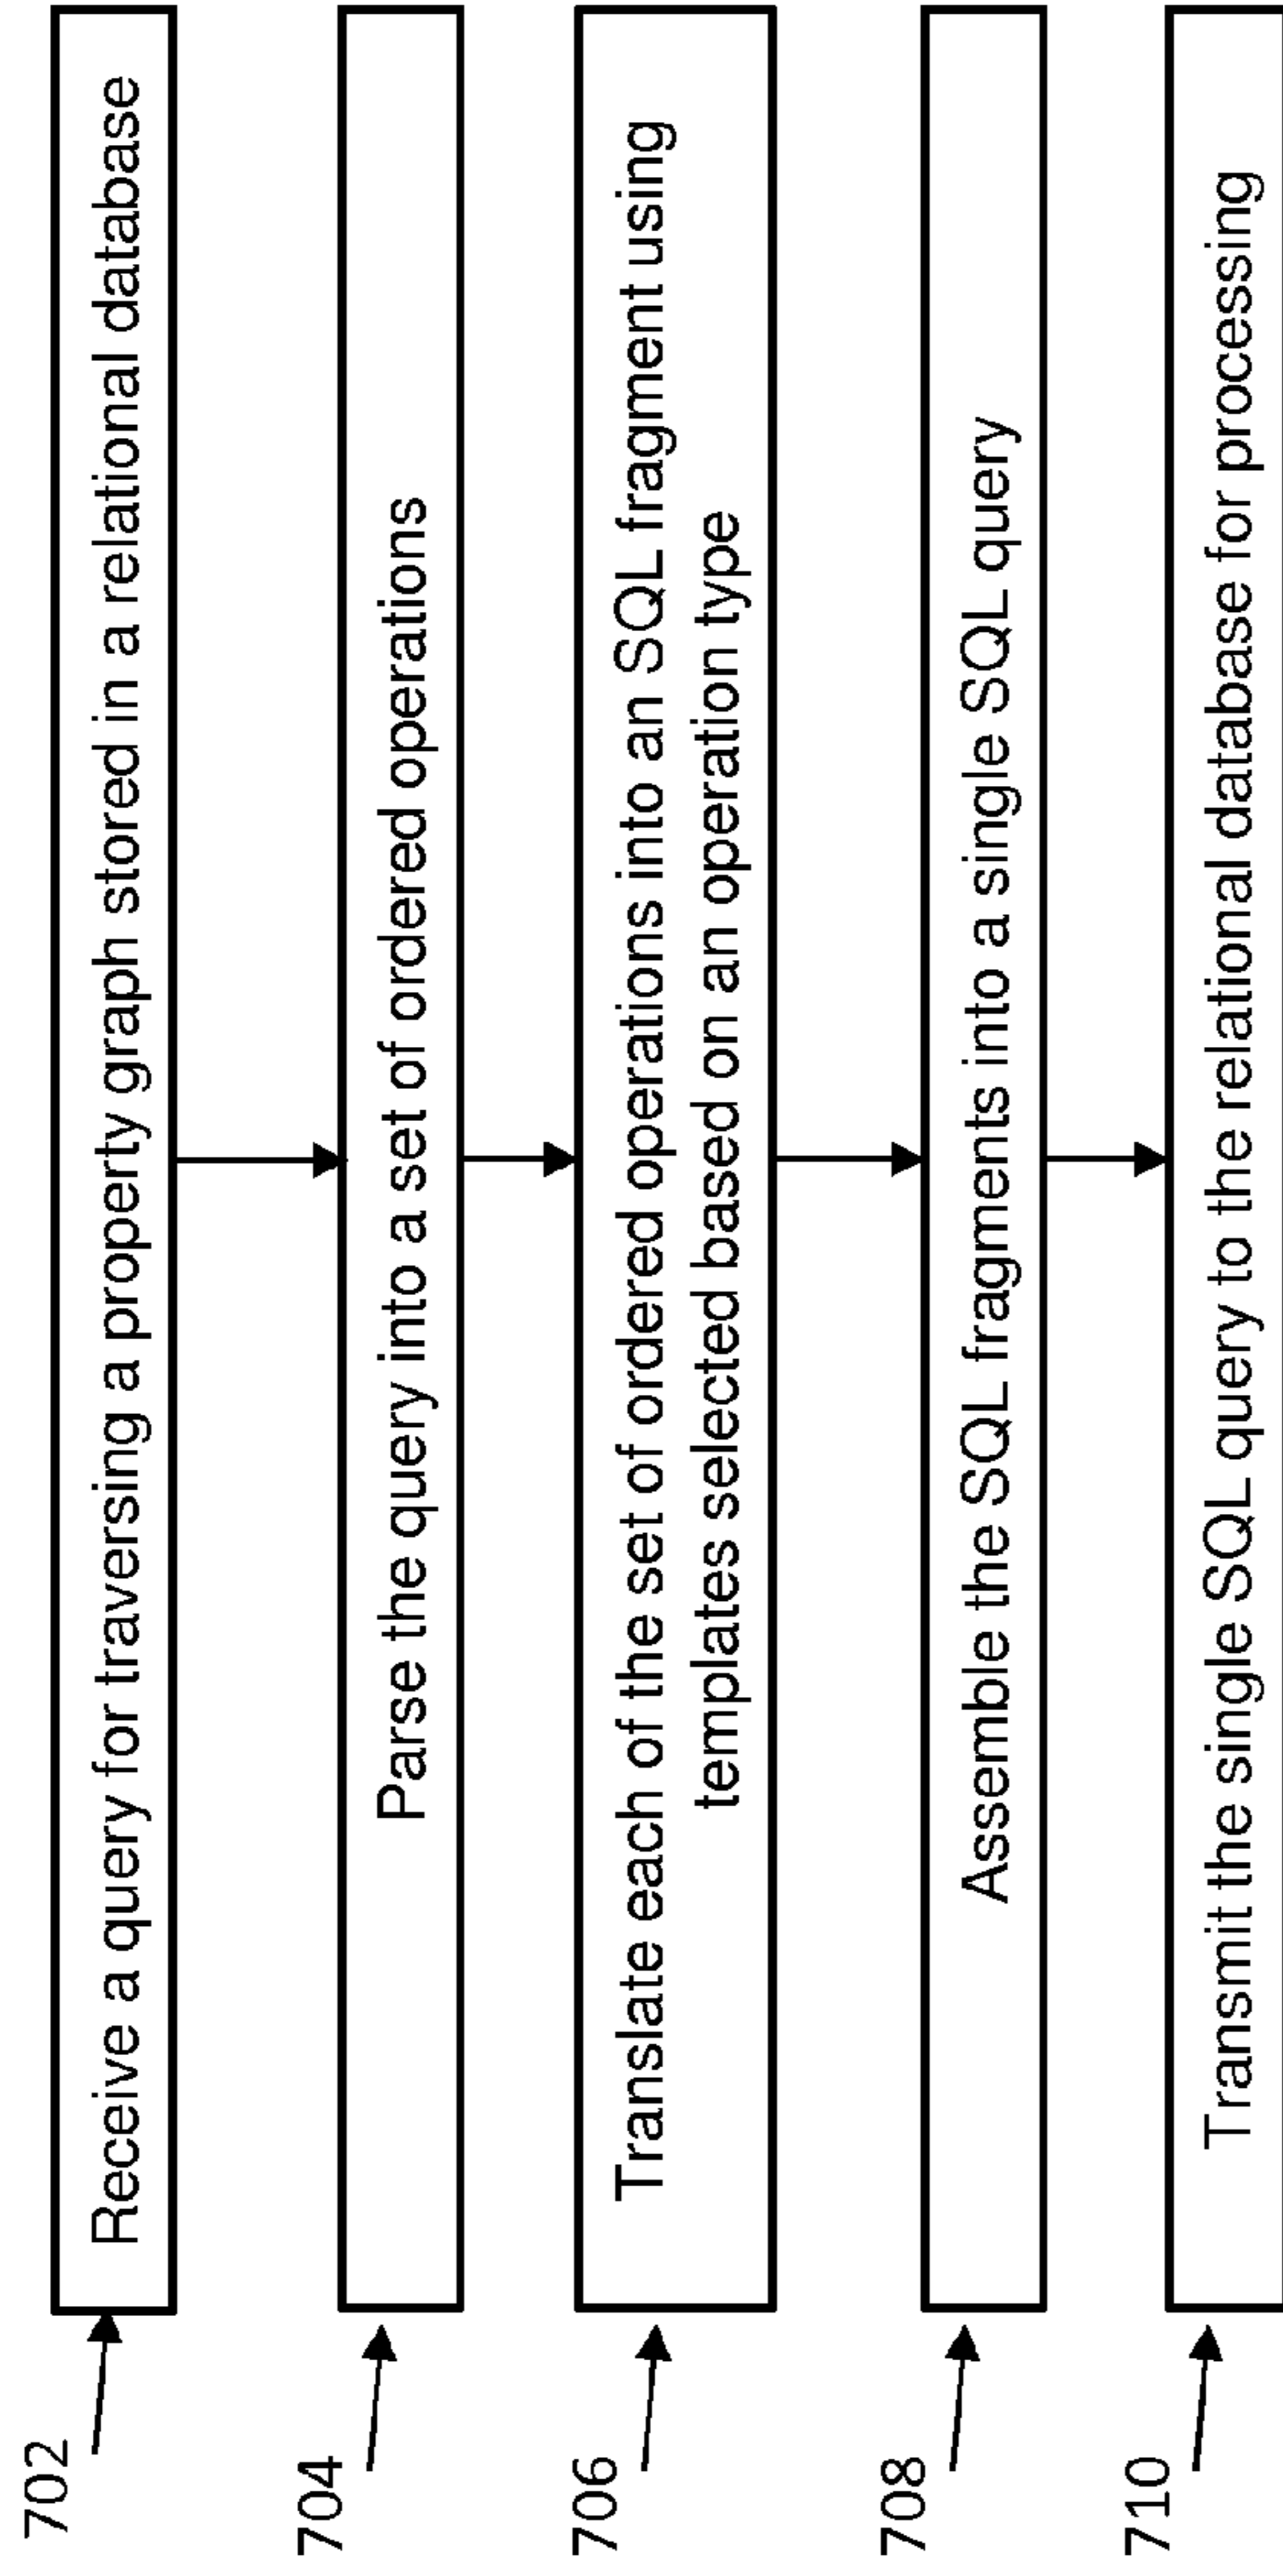 702
Receive a query for traversing a property graph stored in a relational database
704
Parse the query into a set of ordered operations
706
Translate each of the set of ordered operations into an SQL fragment using
templates selected based on an operation type
708
Assemble the SQL fragments into a single SQL query
710
Transmit the single SQL query to the relational database for processing